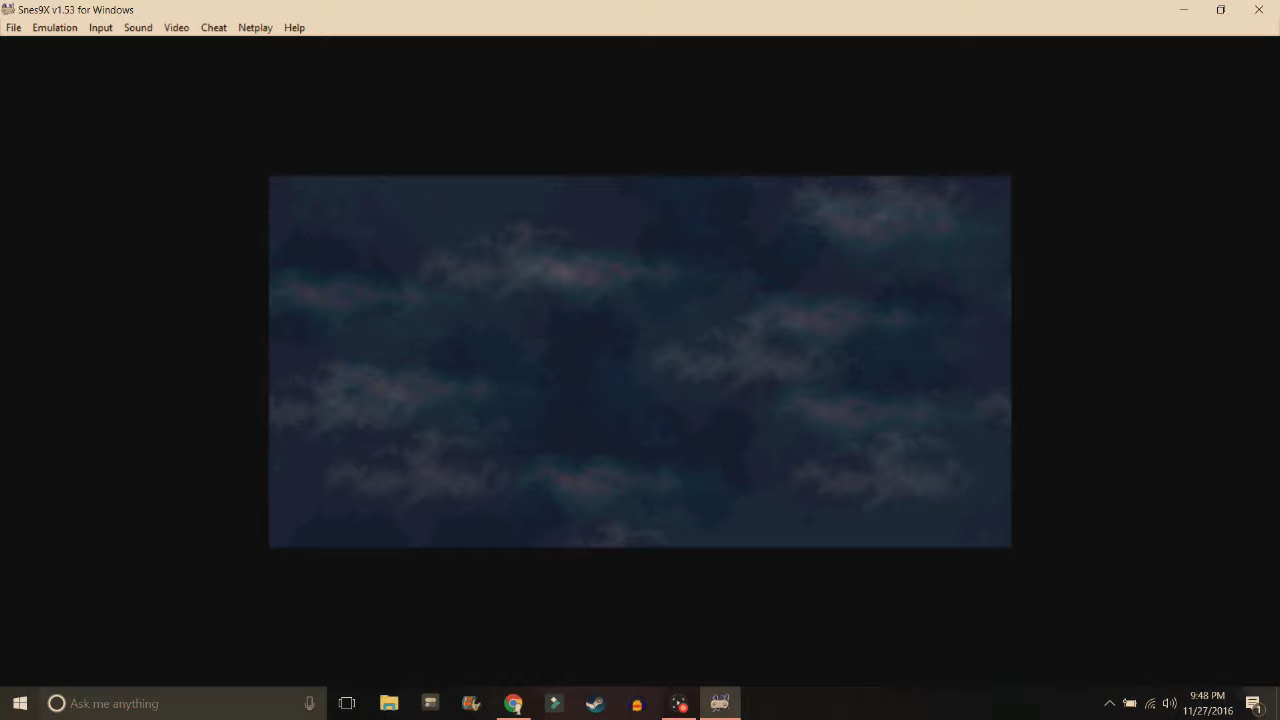 Snes9X v1.53 for Windows
File Emulation Input Sound Video Cheat Netplay Help
Ask me anything
9:48 PM
11/27/2016
1